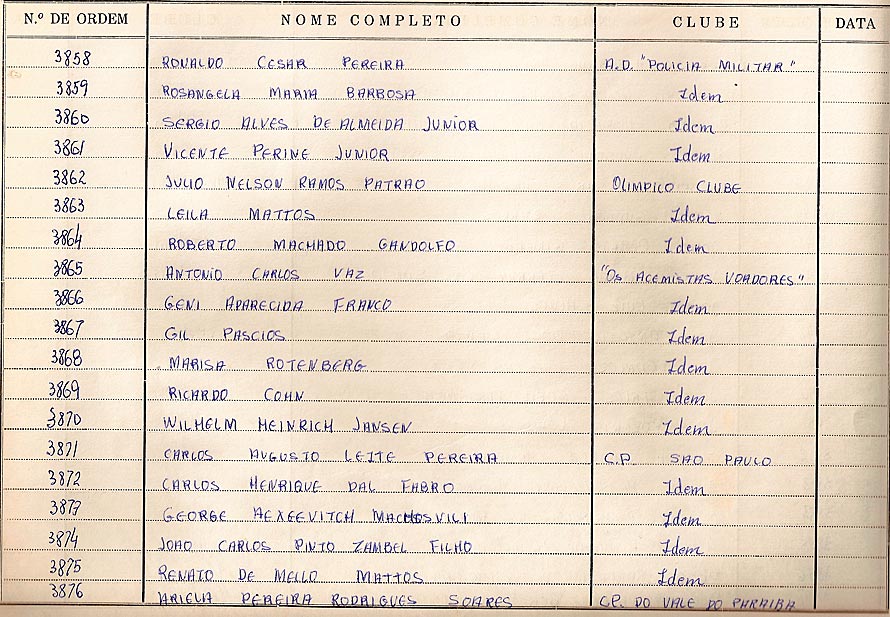 N.º DE ORDEM NOME COMPLETO CLUBE DATA
3858 RONALDO CESAR PEREIRA A.D. "POLICIA MILITAR"
3859 ROSANGELA MARIA BARBOSA Idem
3860 SERGIO ALVES DE ALMEIDA JUNIOR Idem
3861 VICENTE PERINE JUNIOR Idem
3862 JULIO NELSON RAMOS PATRAO OLIMPICO CLUBE
3863 LEILA MATTOS Idem
3864 ROBERTO MACHADO GANDOLFO Idem
3865 ANTONIO CARLOS VAZ "OS ACEMISTAS VOADORES"
3866 GENI APARECIDA FRANCO Idem
3867 GIL PASCIOS Idem
3868 MARISA ROTENBERG Idem
3869 RICARDO COHN Idem
3870 WILHELM HEINRICH JANSEN Idem
3871 CARLOS AUGUSTO LEITE PEREIRA C.P. SAO PAULO
3872 CARLOS HENRIQUE DAL FABRO Idem
3873 GEORGE Idem
3874 JOAO CARLOS PINTO ZAMBEL FILHO Idem
3875 RENATO DE MELLO MATTOS Idem
3876 ARIELA PEREIRA RODRIGUES SOARES C.P. DO VALE DO PARAIBA